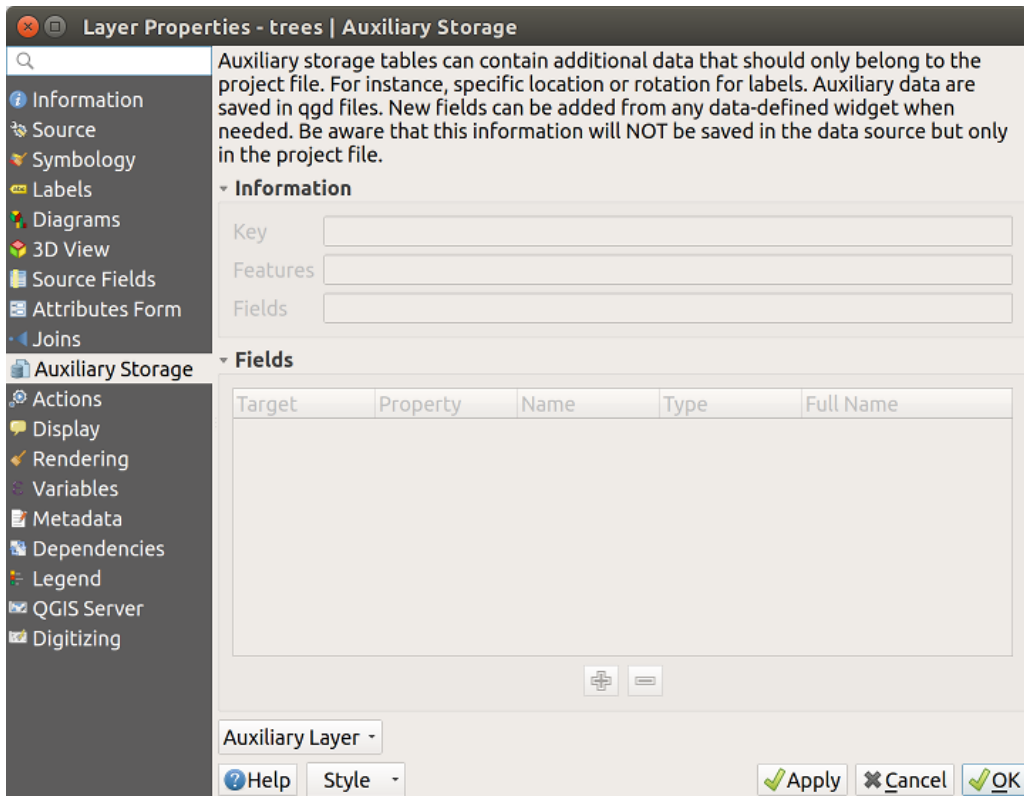 Layer Properties - trees | Auxiliary Storage
Information
Source
Symbology
Labels
Diagrams
3D View
Source Fields
Attributes Form
Joins
Auxiliary Storage
Actions
Display
Rendering
Variables
Metadata
Dependencies
Legend
QGIS Server
Digitizing
Auxiliary storage tables can contain additional data that should only belong to the
project file. For instance, specific location or rotation for labels. Auxiliary data are
saved in qgd files. New fields can be added from any data-defined widget when
needed. Be aware that this information will NOT be saved in the data source but only
in the project file.
Information
Key
Features
Fields
Fields
Target Property Name Type Full Name
Auxiliary Layer
Help Style Apply Cancel OK